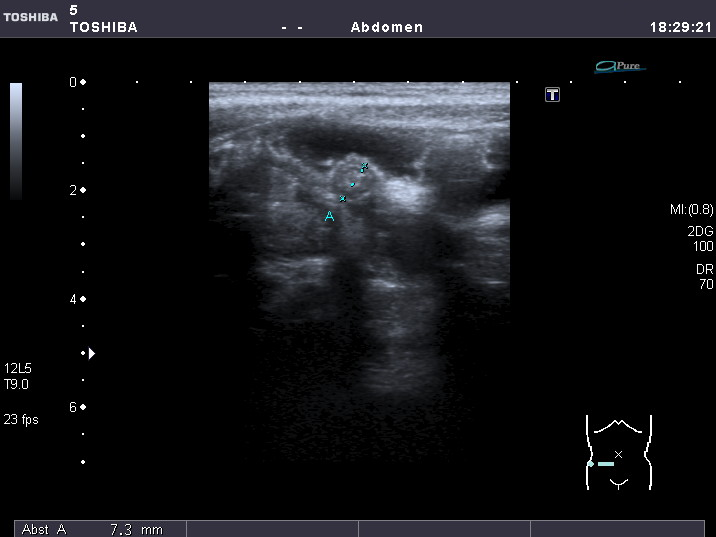 TOSHIBA
5
TOSHIBA - - Abdomen 18:29:21
aPure
T
0
2
4
6
A
MI:(0.8)
2DG
100
DR
70
12L5
T9.0
23 fps
Abst A 7.3 mm